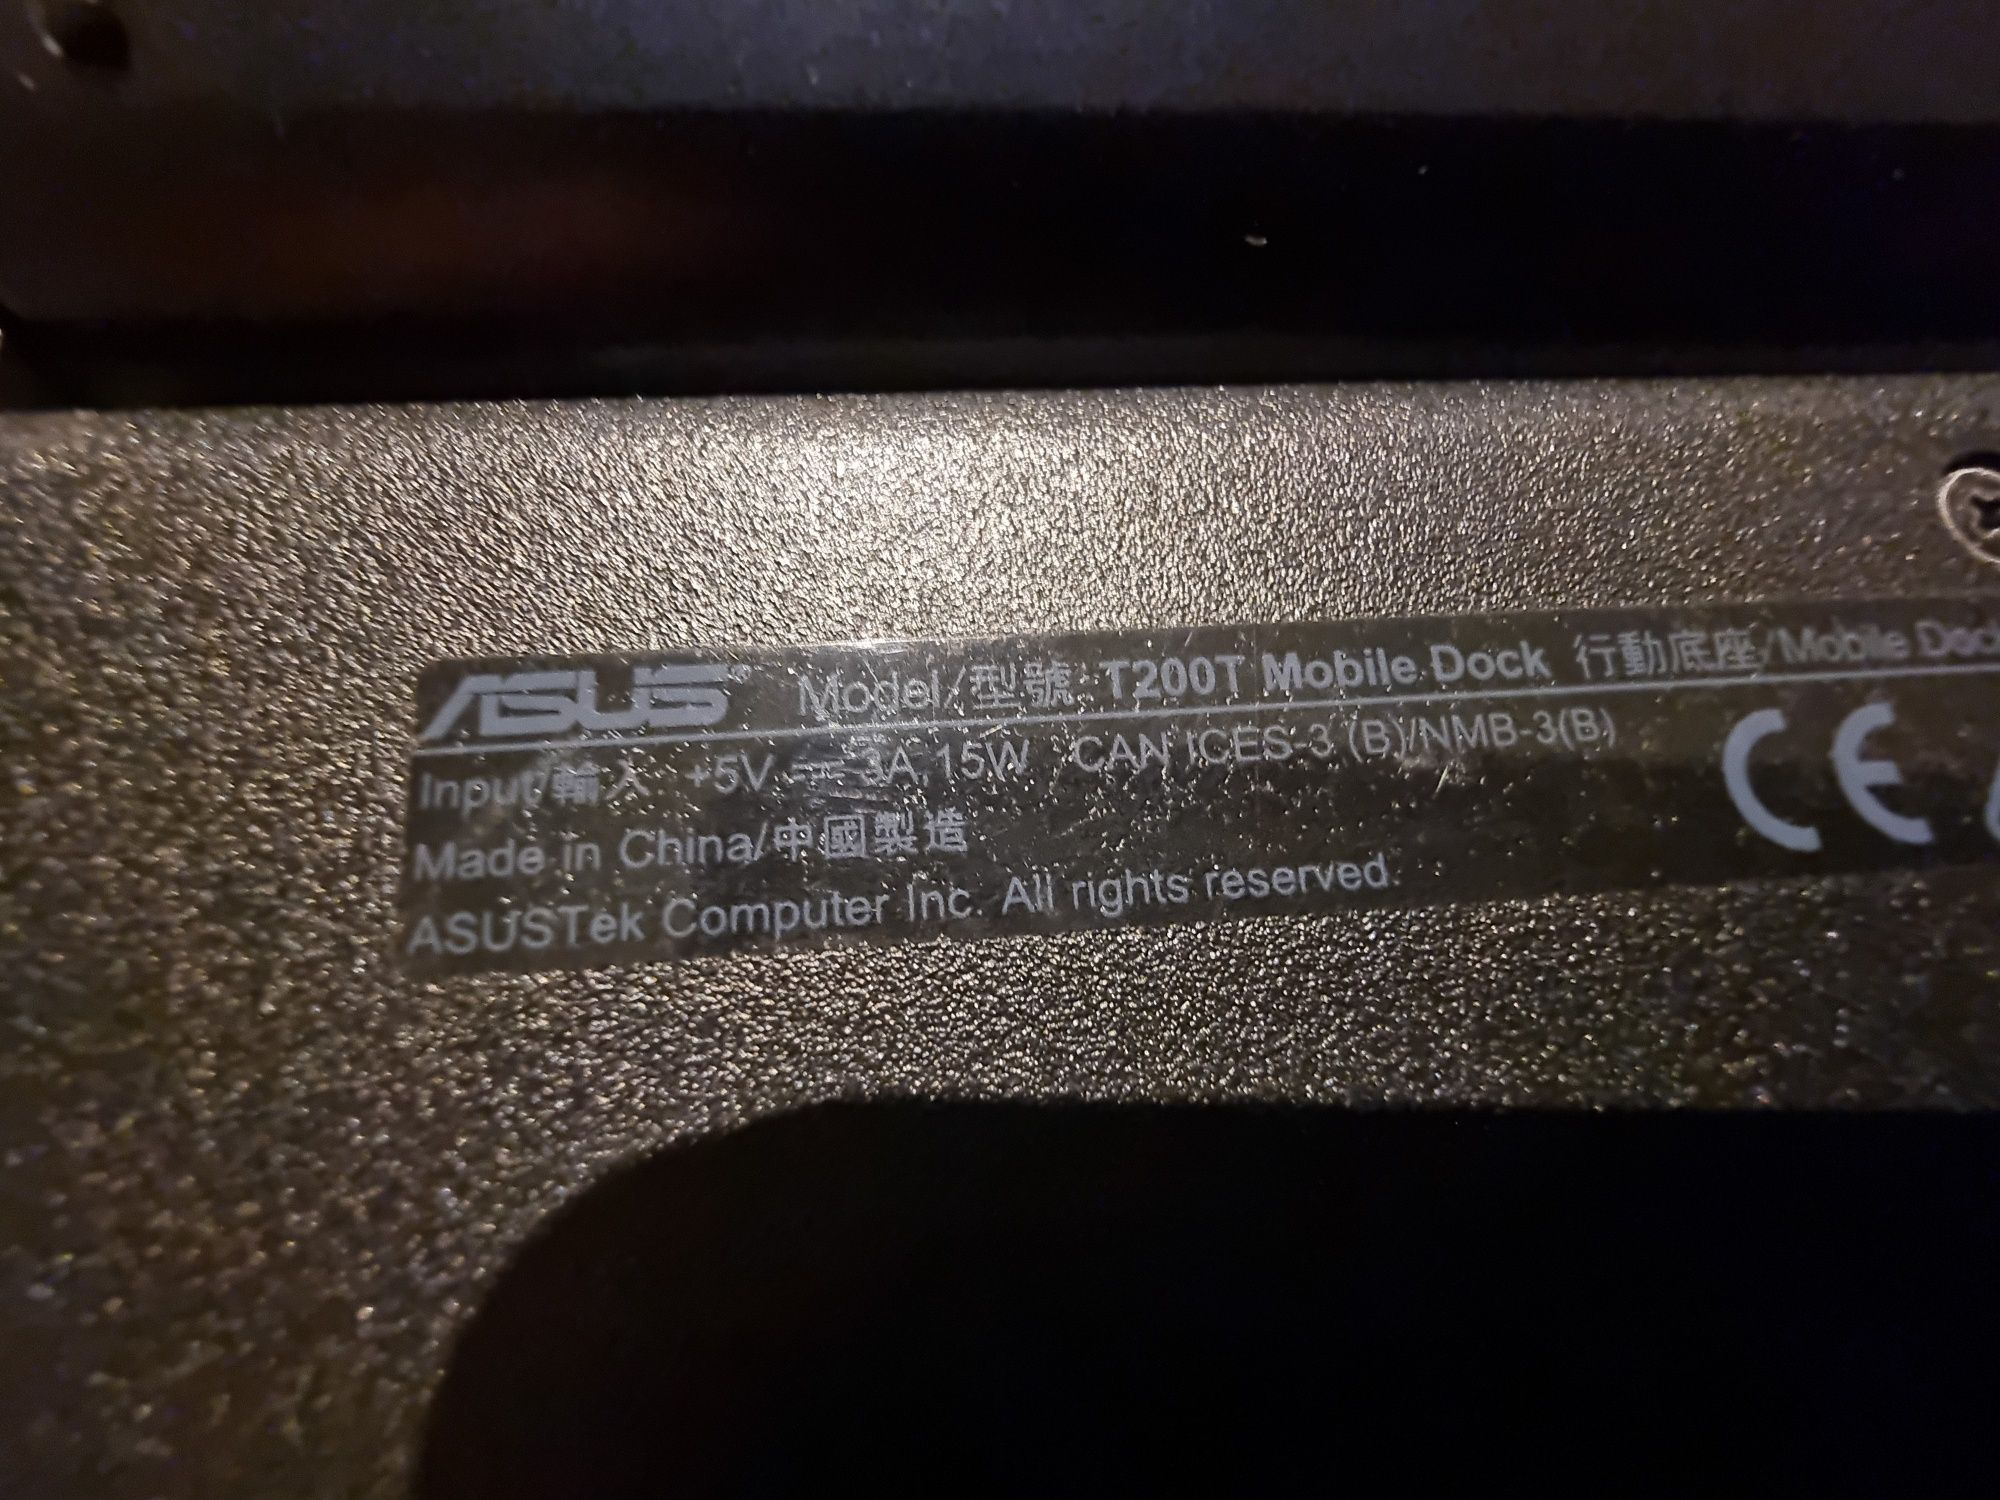 ASUS® Model/型號: T200T Mobile Dock 行動底座/Mobile Dock
Input/輸入 +5V ⎓ 3A, 15W CAN ICES-3 (B)/NMB-3(B)
CE
Made in China/中國製造
ASUSTek Computer Inc. All rights reserved.